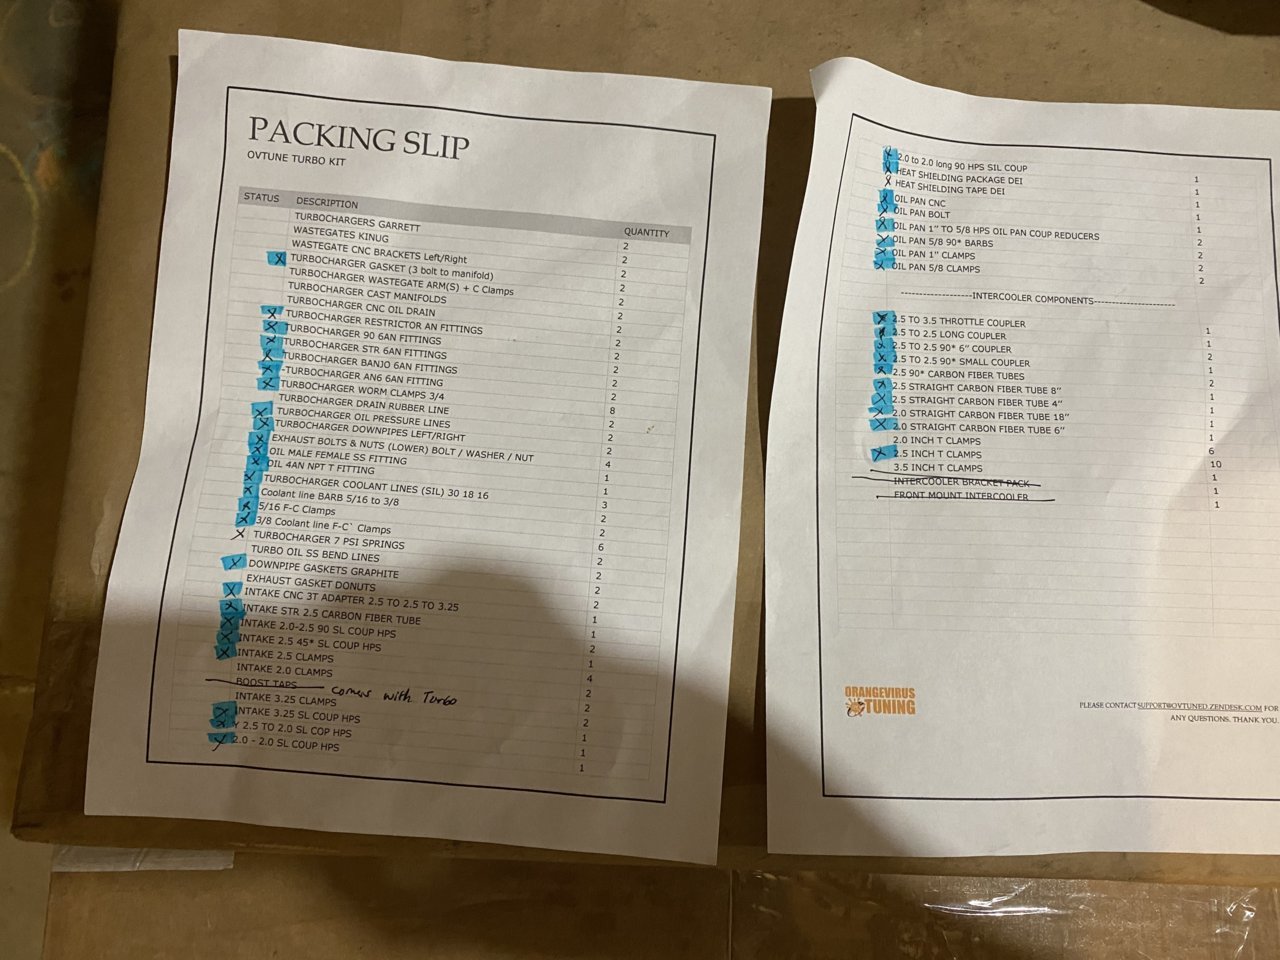 PACKING SLIP
OVTUNE TURBO KIT
STATUS DESCRIPTION QUANTITY
TURBOCHARGERS GARRETT 2
WASTEGATES KINUG 2
WASTEGATE CNC BRACKETS Left/Right 2
X TURBOCHARGER GASKET (3 bolt to manifold) 2
TURBOCHARGER WASTEGATE ARM(S) + C Clamps 2
TURBOCHARGER CAST MANIFOLDS 2
TURBOCHARGER CNC OIL DRAIN 2
X TURBOCHARGER RESTRICTOR AN FITTINGS 2
X TURBOCHARGER 90 6AN FITTINGS 2
X TURBOCHARGER STR 6AN FITTINGS 2
X TURBOCHARGER BANJO 6AN FITTINGS 2
X -TURBOCHARGER AN6 6AN FITTING 2
X TURBOCHARGER WORM CLAMPS 3/4 8
TURBOCHARGER DRAIN RUBBER LINE 2
X TURBOCHARGER OIL PRESSURE LINES 2
X TURBOCHARGER DOWNPIPES LEFT/RIGHT 2
X EXHAUST BOLTS & NUTS (LOWER) BOLT / WASHER / NUT 4
X OIL MALE FEMALE SS FITTING 1
X OIL 4AN NPT T FITTING 1
X TURBOCHARGER COOLANT LINES (SIL) 30 18 16 3
X Coolant line BARB 5/16 to 3/8 2
X 5/16 F-C Clamps 2
X 3/8 Coolant line F-C` Clamps 6
X TURBOCHARGER 7 PSI SPRINGS 2
TURBO OIL SS BEND LINES 2
X DOWNPIPE GASKETS GRAPHITE 2
EXHAUST GASKET DONUTS 2
X INTAKE CNC 3T ADAPTER 2.5 TO 2.5 TO 3.25 1
X INTAKE STR 2.5 CARBON FIBER TUBE 1
X INTAKE 2.0-2.5 90 SL COUP HPS 2
X INTAKE 2.5 45* SL COUP HPS 1
X INTAKE 2.5 CLAMPS 4
INTAKE 2.0 CLAMPS 2
BOOST TAPS comes with Turbo 2
INTAKE 3.25 CLAMPS 2
X INTAKE 3.25 SL COUP HPS 1
X Y 2.5 TO 2.0 SL COP HPS 1
X 2.0 - 2.0 SL COUP HPS 1
X 2.0 to 2.0 long 90 HPS SIL COUP 1
X HEAT SHIELDING PACKAGE DEI 1
X HEAT SHIELDING TAPE DEI 1
X OIL PAN CNC 1
X OIL PAN BOLT 1
X OIL PAN 1" TO 5/8 HPS OIL PAN COUP REDUCERS 2
X OIL PAN 5/8 90* BARBS 2
X OIL PAN 1" CLAMPS 2
X OIL PAN 5/8 CLAMPS 2
--------------------INTERCOOLER COMPONENTS----------------------
X 2.5 TO 3.5 THROTTLE COUPLER 1
X 2.5 TO 2.5 LONG COUPLER 1
X 2.5 TO 2.5 90* 6" COUPLER 2
X 2.5 TO 2.5 90* SMALL COUPLER 1
X 2.5 90* CARBON FIBER TUBES 2
X 2.5 STRAIGHT CARBON FIBER TUBE 8" 1
X 2.5 STRAIGHT CARBON FIBER TUBE 4" 1
X 2.0 STRAIGHT CARBON FIBER TUBE 18" 1
X 2.0 STRAIGHT CARBON FIBER TUBE 6" 1
2.0 INCH T CLAMPS 6
X 2.5 INCH T CLAMPS 10
3.5 INCH T CLAMPS 1
INTERCOOLER BRACKET PACK 1
FRONT MOUNT INTERCOOLER 1
ORANGEVIRUS
TUNING
PLEASE CONTACT SUPPORT@OVTUNED.ZENDESK.COM FOR
ANY QUESTIONS. THANK YOU.